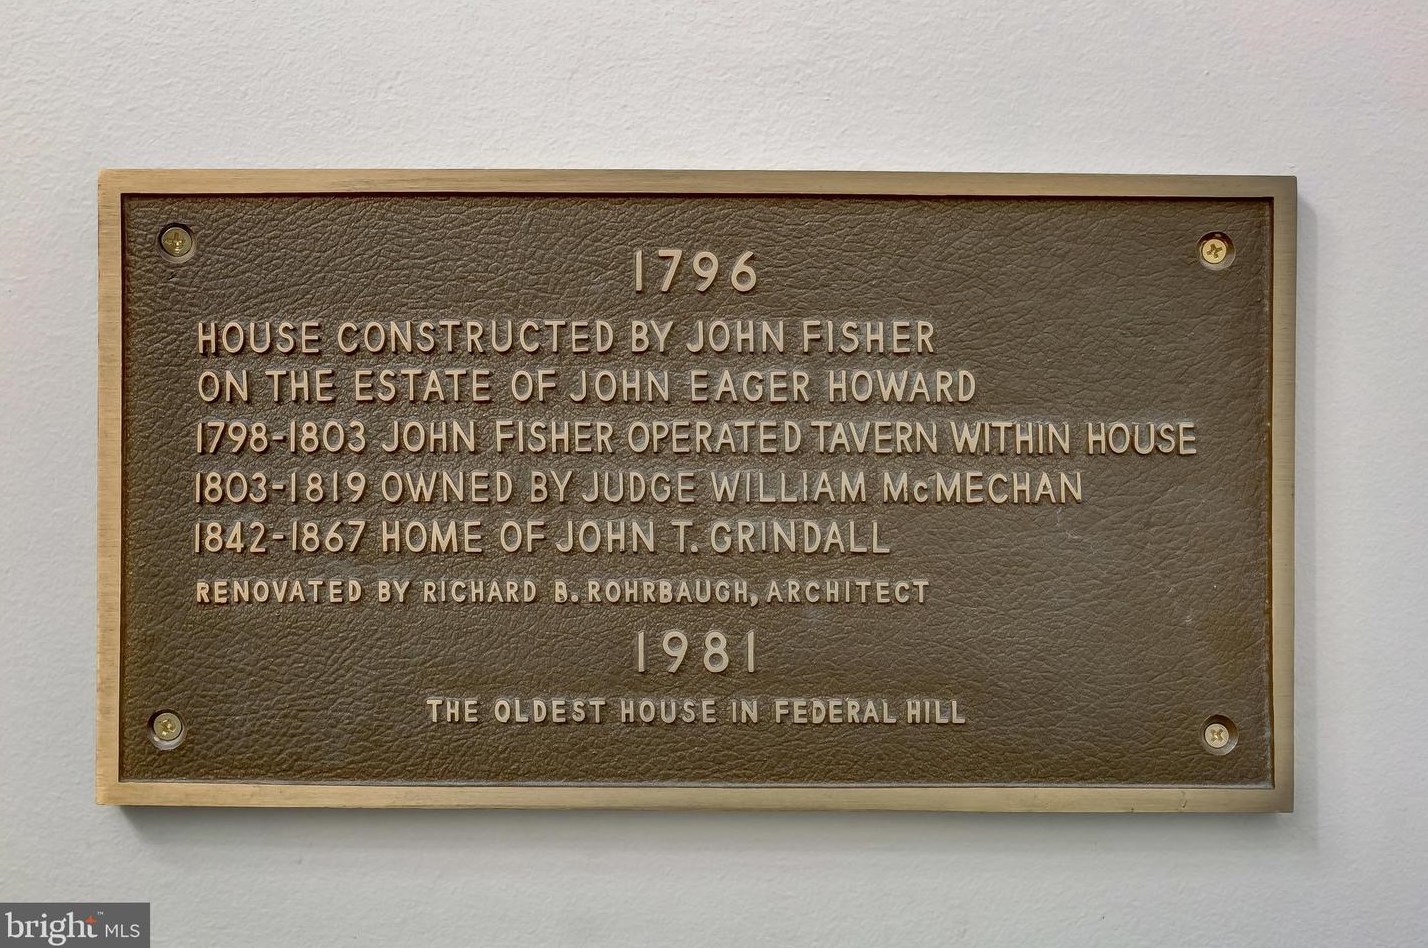 1796
HOUSE CONSTRUCTED BY JOHN FISHER
ON THE ESTATE OF JOHN EAGER HOWARD
1798-1803 JOHN FISHER OPERATED TAVERN WITHIN HOUSE
1803-1819 OWNED BY JUDGE WILLIAM McMECHAN
1842-1867 HOME OF JOHN T. GRINDALL
RENOVATED BY RICHARD B. ROHRBAUGH, ARCHITECT
1981
THE OLDEST HOUSE IN FEDERAL HILL
bright™ MLS